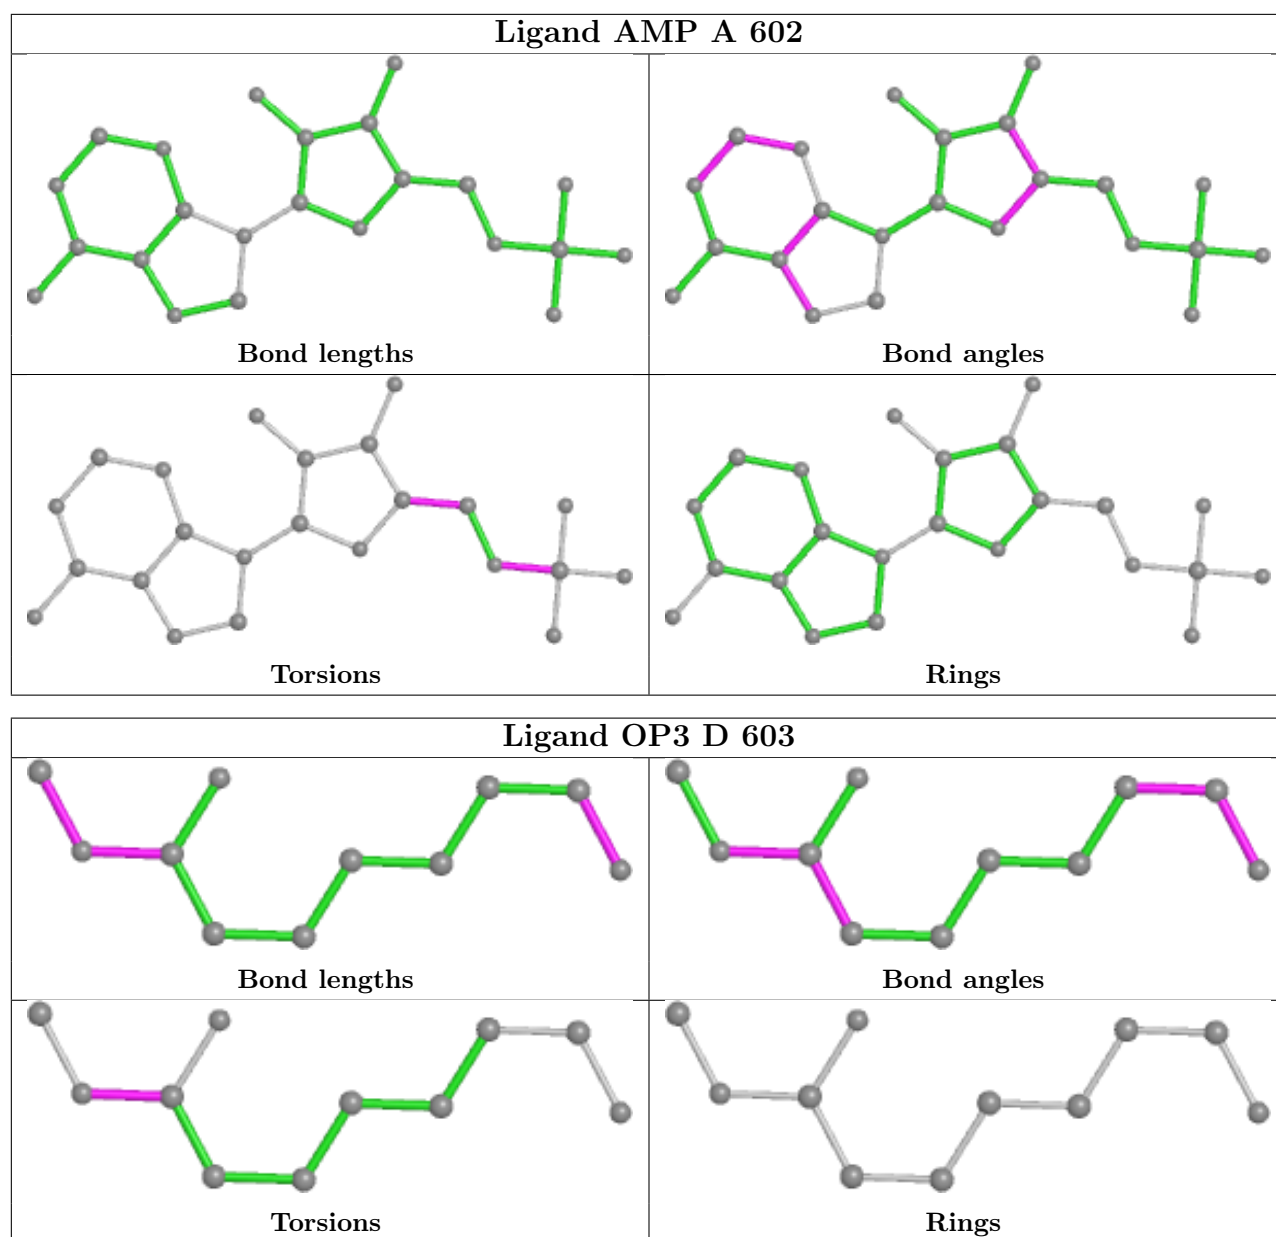 Ligand AMP A 602
Bond lengths
Bond angles
Torsions
Rings
Ligand OP3 D 603
Bond lengths
Bond angles
Torsions
Rings